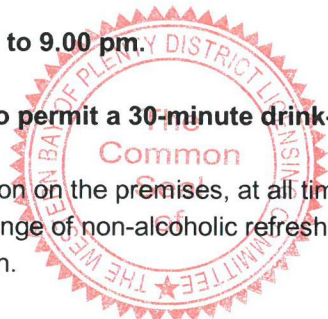 to 9.00 pm.
o permit a 30-minute drink-
on on the premises, at all tim
nge of non-alcoholic refresh
n.
THE WESTERN BAY OF PLENTY DISTRICT LICENSING COMMITTEE
The
Common
Seal
of